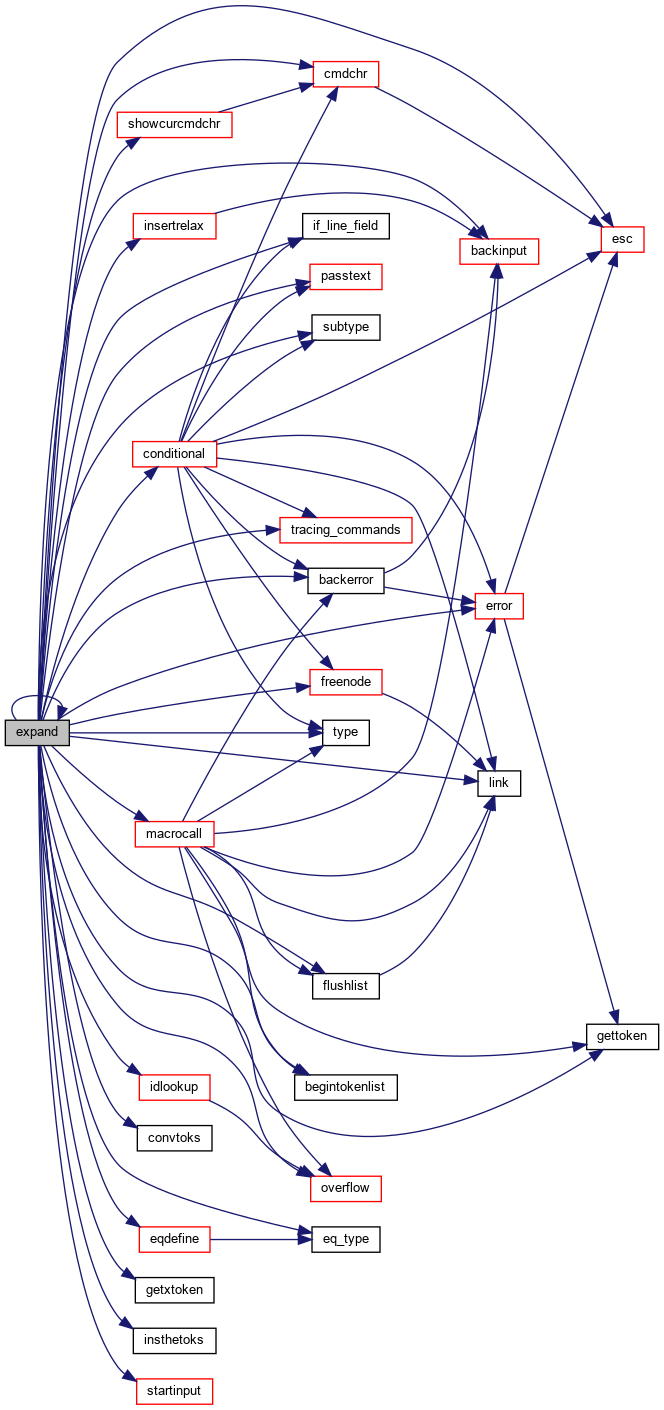 cmdchr
showcurcmdchr
insertrelax
if_line_field
esc
backinput
passtext
subtype
conditional
tracing_commands
backerror
error
freenode
expand
type
link
macrocall
flushlist
gettoken
idlookup
begintokenlist
convtoks
overflow
eqdefine
eq_type
getxtoken
insthetoks
startinput